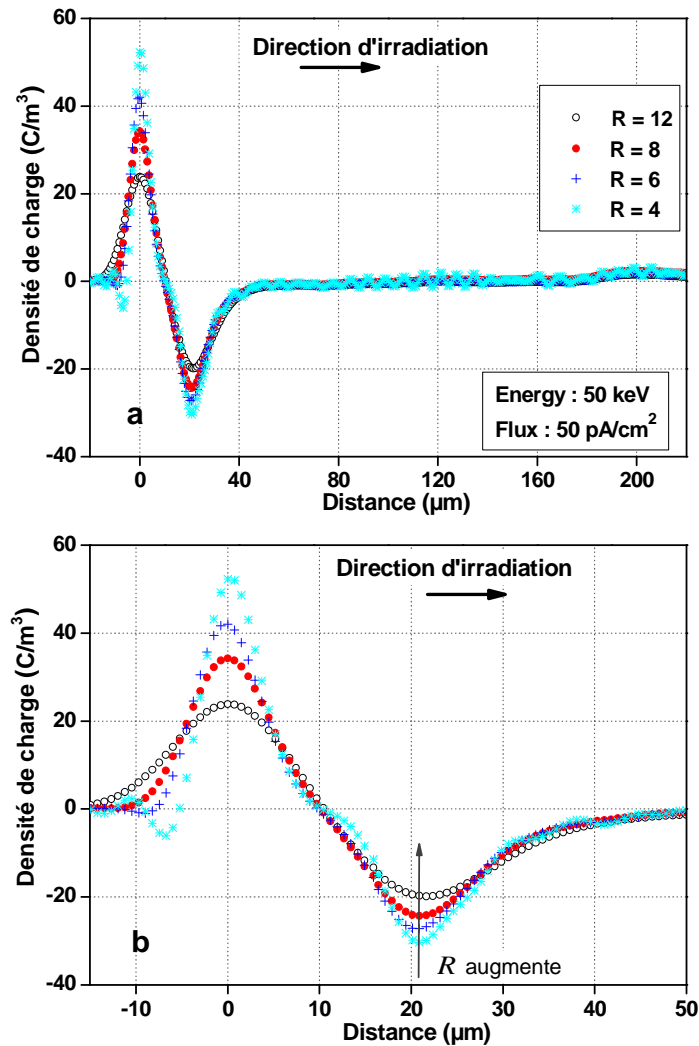 60
40
20
0
-20
-40
Densité de charge (C/m³)
Direction d'irradiation
R = 12
R = 8
R = 6
R = 4
a
Energy : 50 keV
Flux : 50 pA/cm²
0 40 80 120 160 200
Distance (µm)
60
40
20
0
-20
-40
Densité de charge (C/m³)
Direction d'irradiation
b
R augmente
-10 0 10 20 30 40 50
Distance (µm)